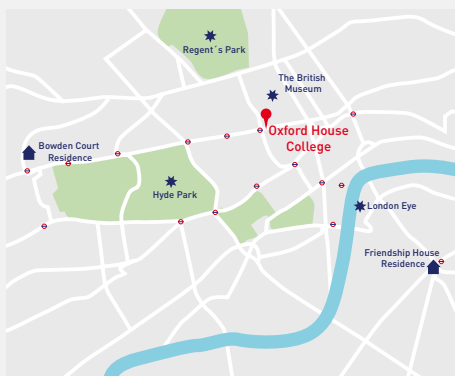 Regent´s Park
The British
Museum
Oxford House
College
Bowden Court
Residence
Hyde Park
London Eye
Friendship House
Residence